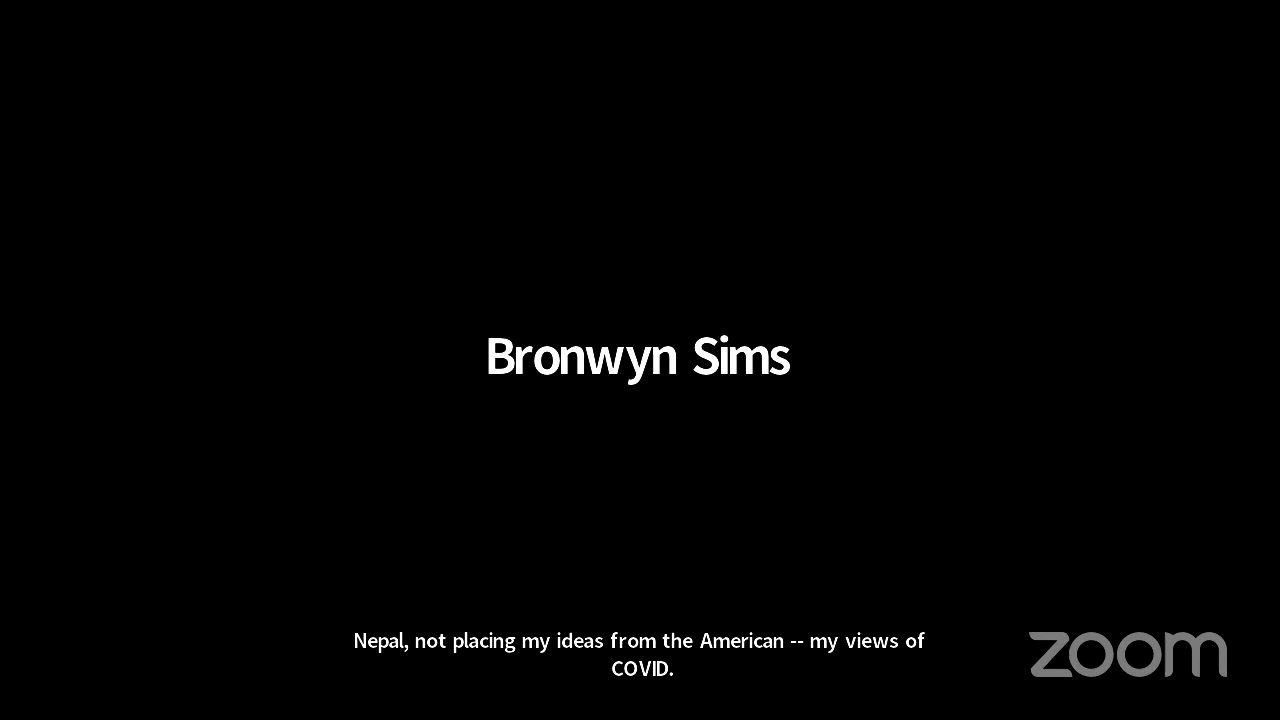 Bronwyn Sims
Nepal, not placing my ideas from the American -- my views of
COVID.
zoom